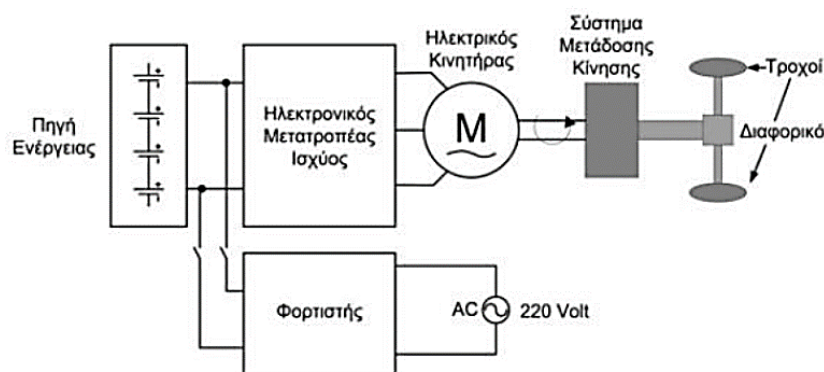 Πηγή
Ενέργειας
Ηλεκτρονικός
Μετατροπέας
Ισχύος
Ηλεκτρικός
Κινητήρας
M
Σύστημα
Μετάδοσης
Κίνησης
Τροχοί
Διαφορικό
Φορτιστής
AC 220 Volt